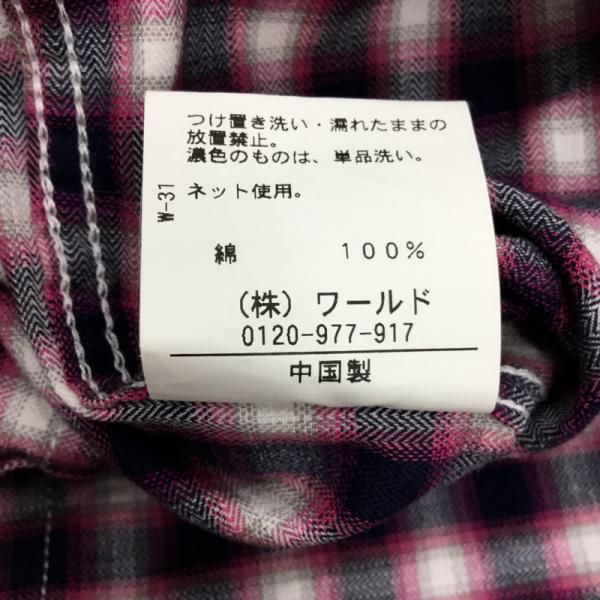 つけ置き洗い・濡れたままの
放置禁止。
濃色のものは、単品洗い。
ネット使用。
W-31
綿 100%
(株) ワールド
0120-977-917
中国製